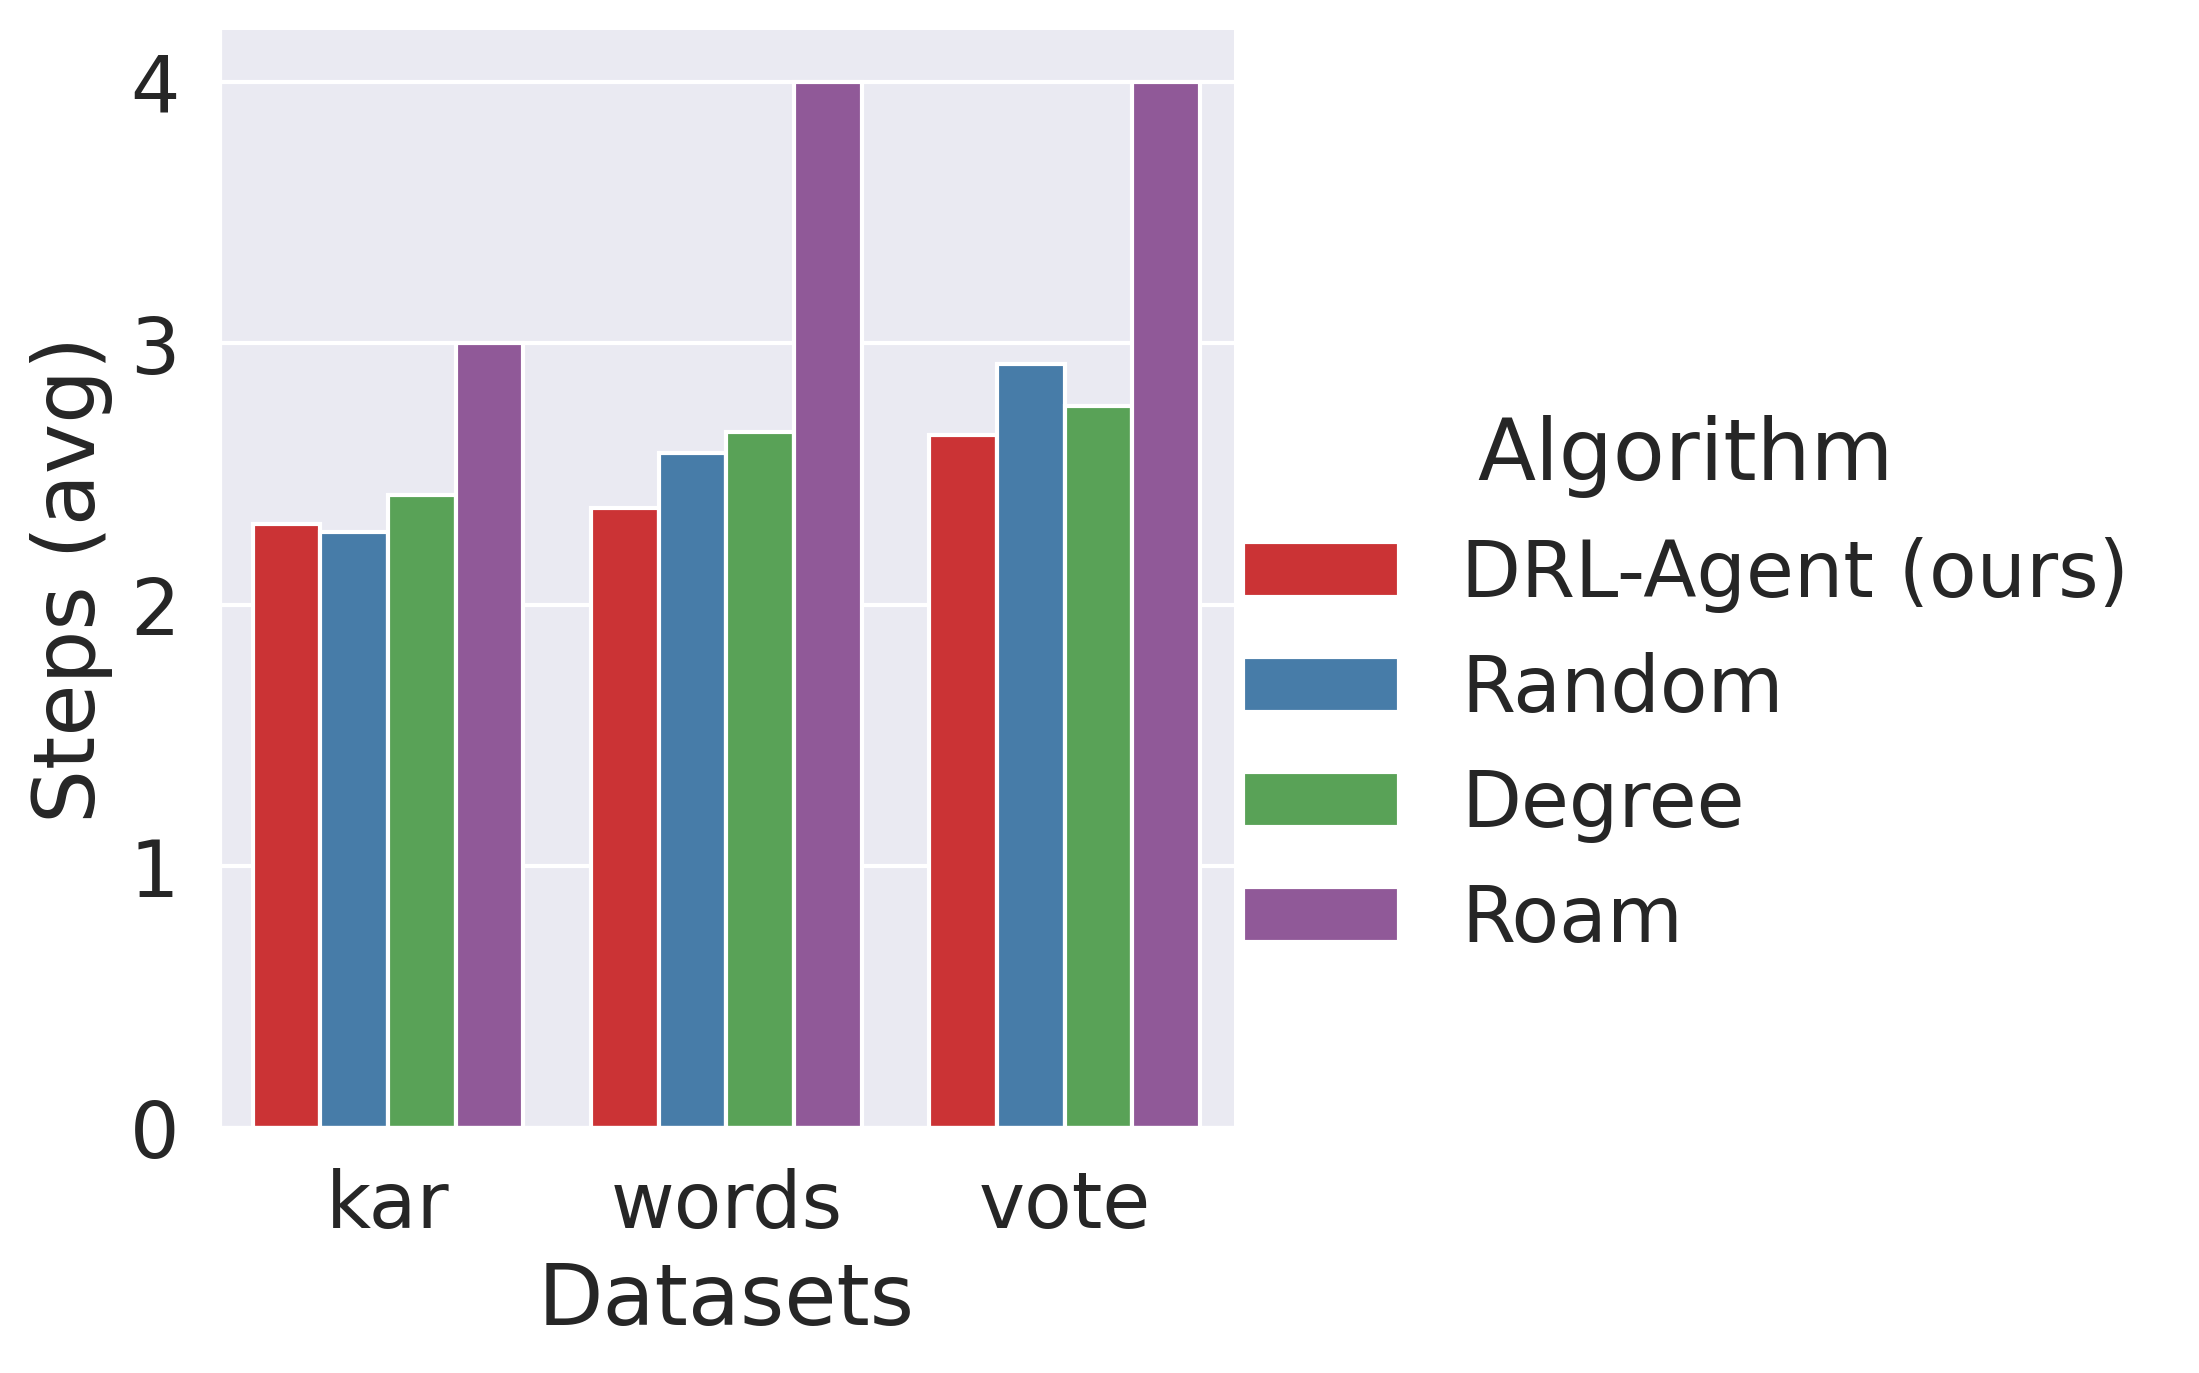 4
3
2
1
0
Steps (avg)
kar
words
vote
Datasets
Algorithm
DRL-Agent (ours)
Random
Degree
Roam